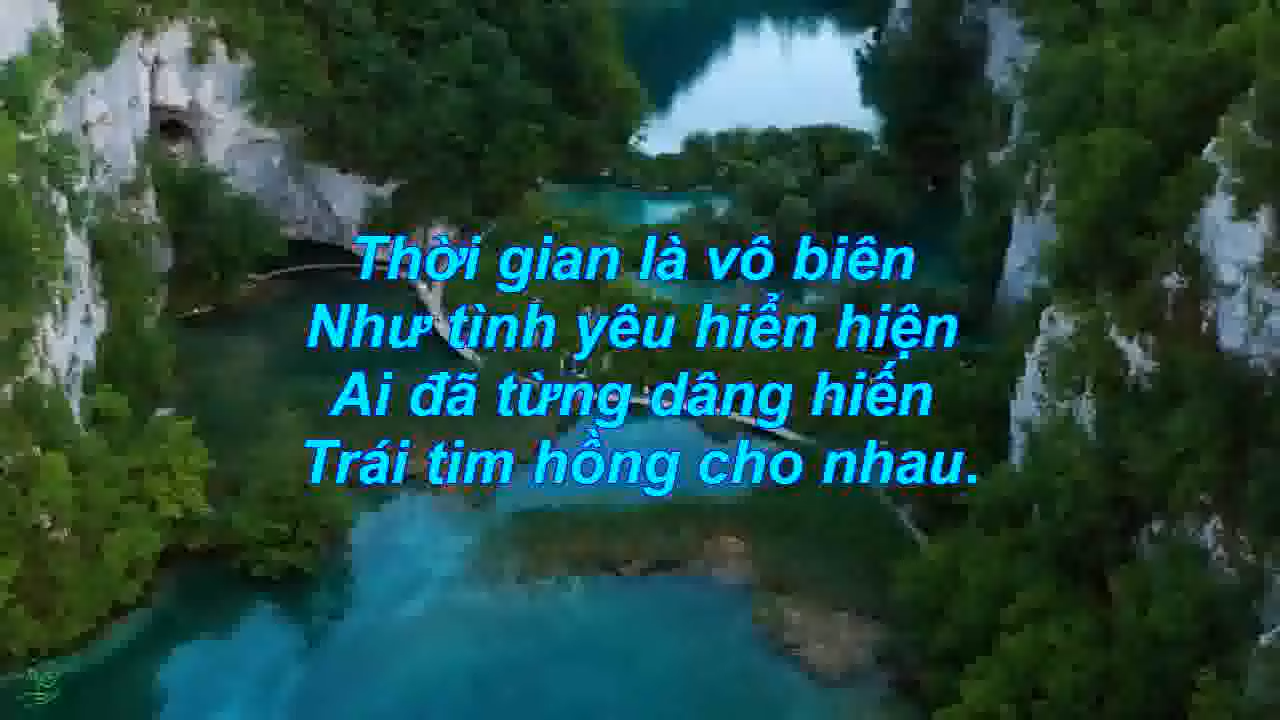 Thời gian là vô biên
Như tình yêu hiển hiện
Ai đã từng dâng hiến
Trái tim hồng cho nhau.